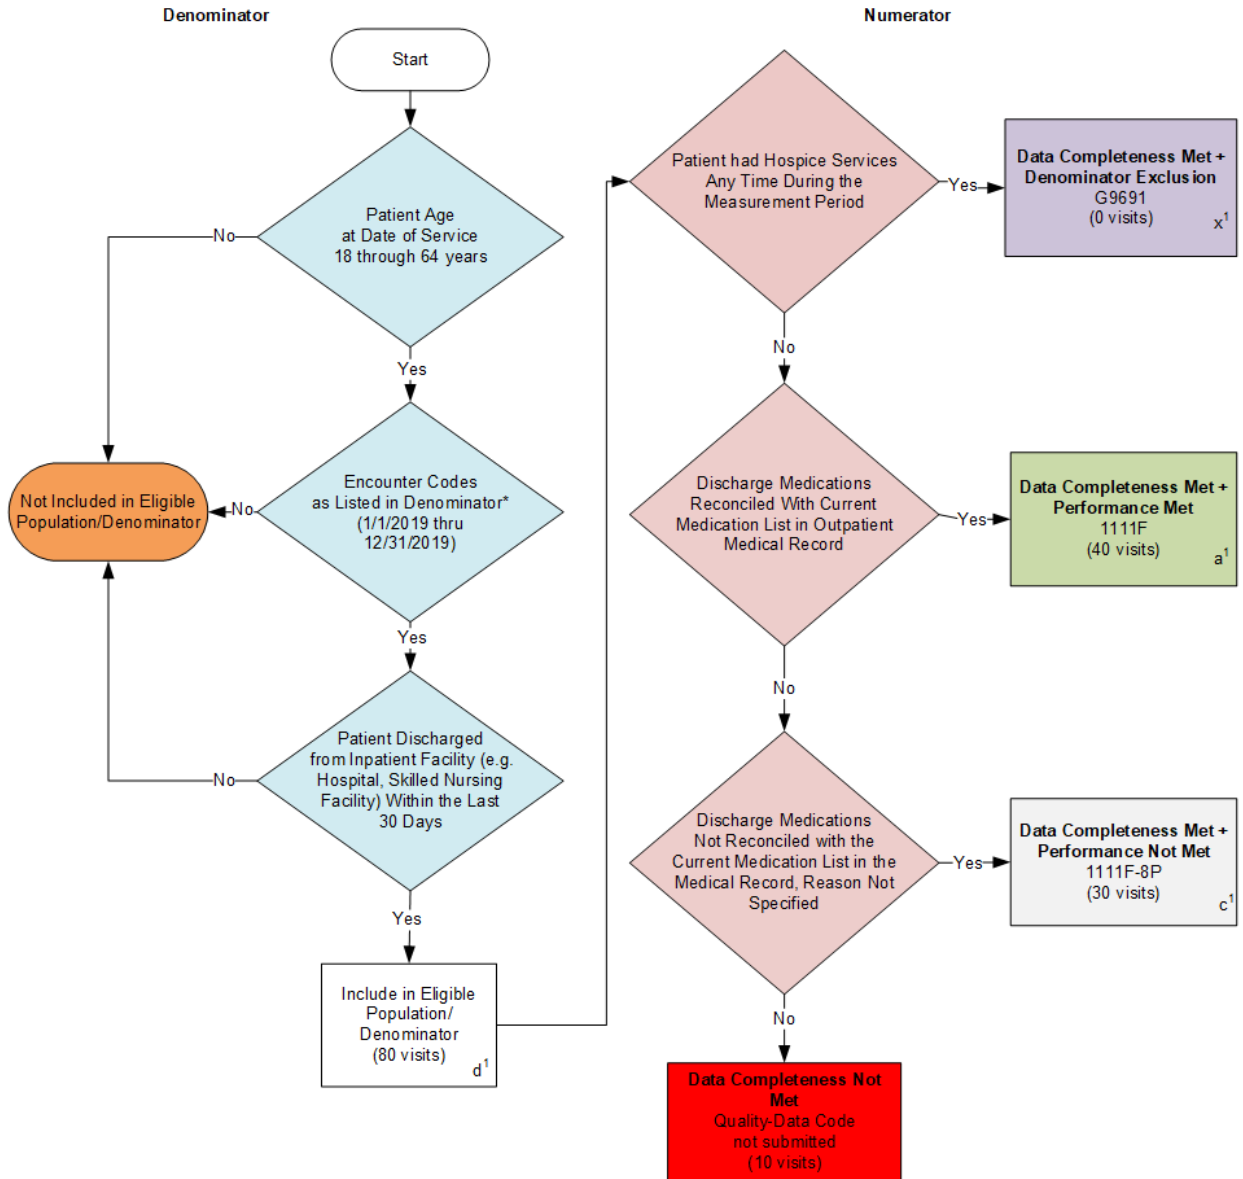 Denominator
Start
Patient Age
at Date of Service
18 through 64 years
No
Yes
Encounter Codes
as Listed in Denominator*
(1/1/2019 thru
12/31/2019)
No
Not Included in Eligible
Population/Denominator
Yes
Patient Discharged
from Inpatient Facility (e.g.
Hospital, Skilled Nursing
Facility) Within the Last
30 Days
No
Yes
Include in Eligible
Population/
Denominator
(80 visits)
d¹
Numerator
Patient had Hospice Services
Any Time During the
Measurement Period
Yes
Data Completeness Met +
Denominator Exclusion
G9691
(0 visits)
x¹
No
Discharge Medications
Reconciled With Current
Medication List in Outpatient
Medical Record
Yes
Data Completeness Met +
Performance Met
1111F
(40 visits)
a¹
No
Discharge Medications
Not Reconciled with the
Current Medication List in the
Medical Record, Reason Not
Specified
Yes
Data Completeness Met +
Performance Not Met
1111F-8P
(30 visits)
c¹
No
Data Completeness Not
Met
Quality-Data Code
not submitted
(10 visits)